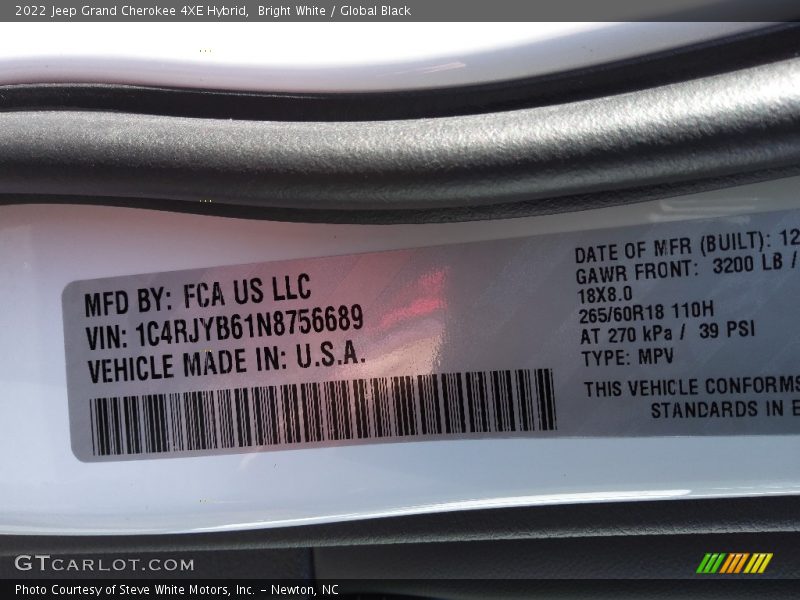 2022 Jeep Grand Cherokee 4XE Hybrid, Bright White / Global Black
MFD BY: FCA US LLC
VIN: 1C4RJYB61N8756689
VEHICLE MADE IN: U.S.A.
DATE OF MFR (BUILT): 12
GAWR FRONT: 3200 LB /
18X8.0
265/60R18 110H
AT 270 kPa / 39 PSI
TYPE: MPV
THIS VEHICLE CONFORMS
STANDARDS IN E
GTCARLOT.COM
Photo Courtesy of Steve White Motors, Inc. - Newton, NC